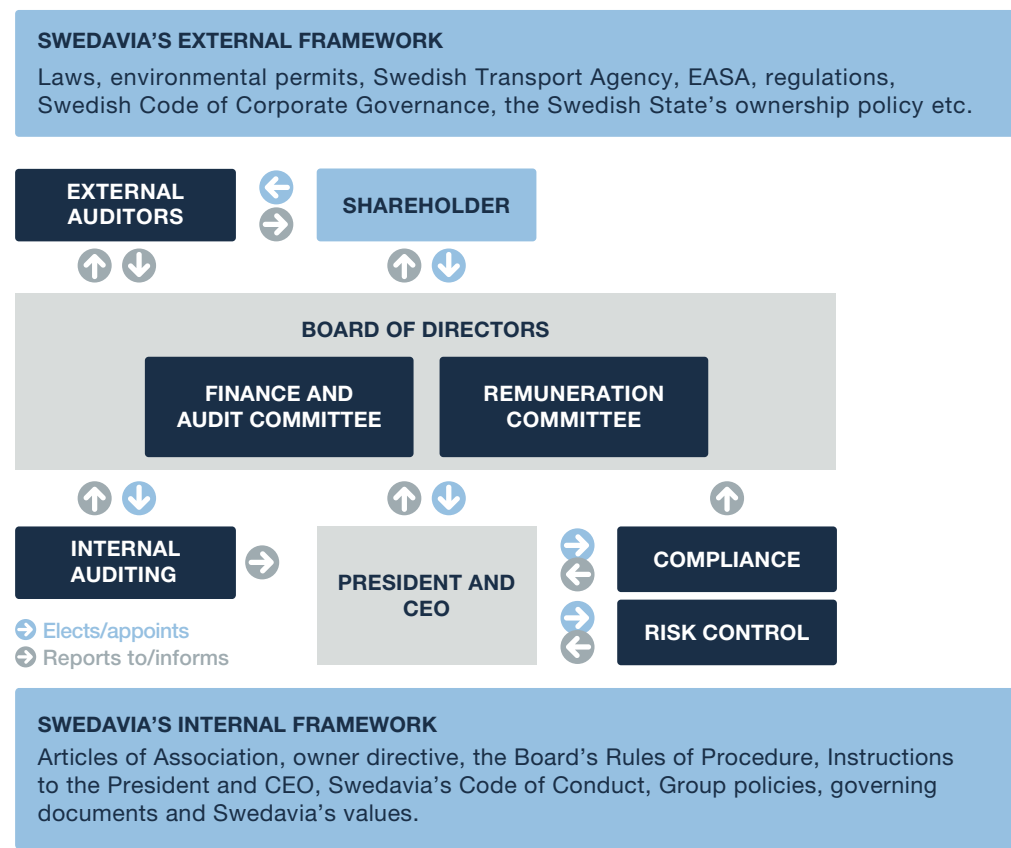 SWEDAVIA’S EXTERNAL FRAMEWORK
Laws, environmental permits, Swedish Transport Agency, EASA, regulations,
Swedish Code of Corporate Governance, the Swedish State’s ownership policy etc.
EXTERNAL
AUDITORS
SHAREHOLDER
BOARD OF DIRECTORS
FINANCE AND
AUDIT COMMITTEE
REMUNERATION
COMMITTEE
INTERNAL
AUDITING
PRESIDENT AND
CEO
COMPLIANCE
RISK CONTROL
Elects/appoints
Reports to/informs
SWEDAVIA’S INTERNAL FRAMEWORK
Articles of Association, owner directive, the Board’s Rules of Procedure, Instructions
to the President and CEO, Swedavia’s Code of Conduct, Group policies, governing
documents and Swedavia’s values.